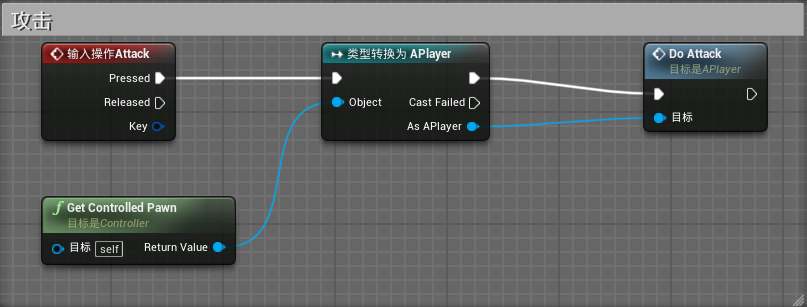 攻击
输入操作Attack
Pressed
Released
Key
类型转换为 APlayer
Object
Cast Failed
As APlayer
Do Attack
目标是APlayer
目标
Get Controlled Pawn
目标是Controller
目标 self
Return Value